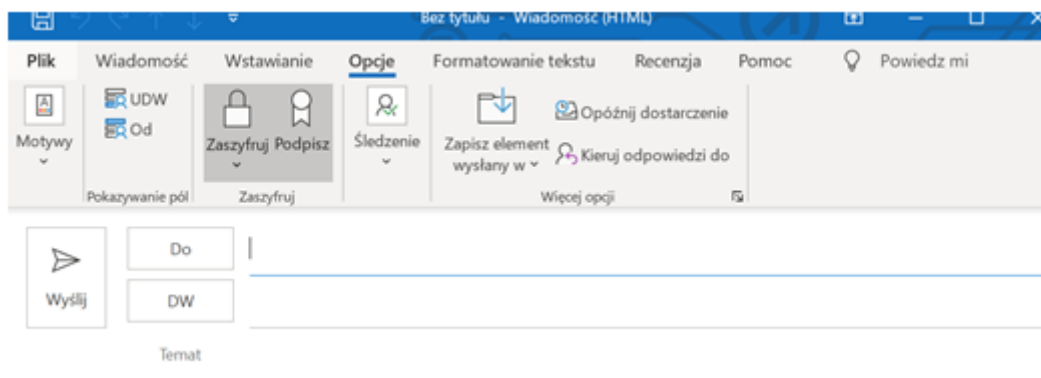 Bez tytułu - Wiadomość (HTML)
Plik Wiadomość Wstawianie Opcje Formatowanie tekstu Recenzja Pomoc Powiedz mi
Motywy
UDW
Od
Pokazywanie pól
Zaszyfruj Podpisz
Zaszyfruj
Śledzenie
Zapisz element
wysłany w
Opóźnij dostarczenie
Kieruj odpowiedzi do
Więcej opcji
Wyślij
Do
DW
Temat